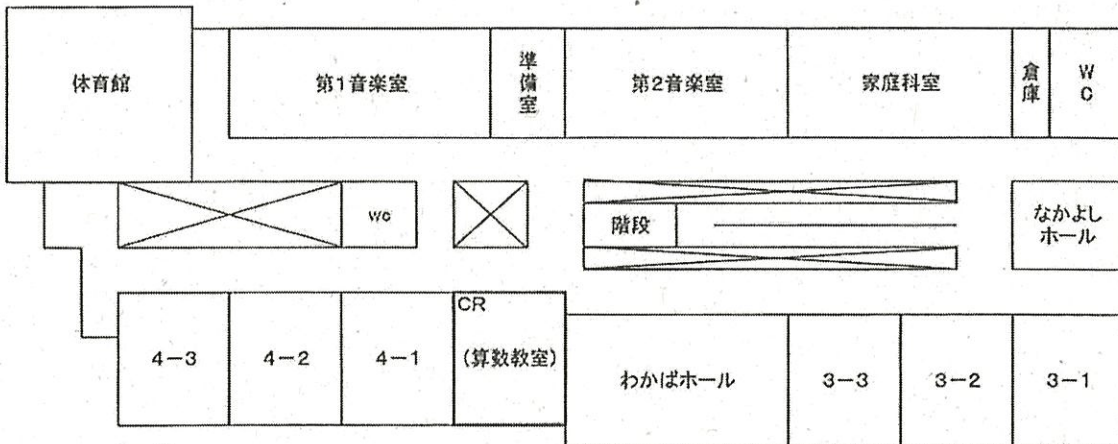 体育館
第1音楽室
準備室
第2音楽室
家庭科室
倉庫
WC
wc
階段
なかよし
ホール
4-3
4-2
4-1
CR
(算数教室)
わかばホール
3-3
3-2
3-1